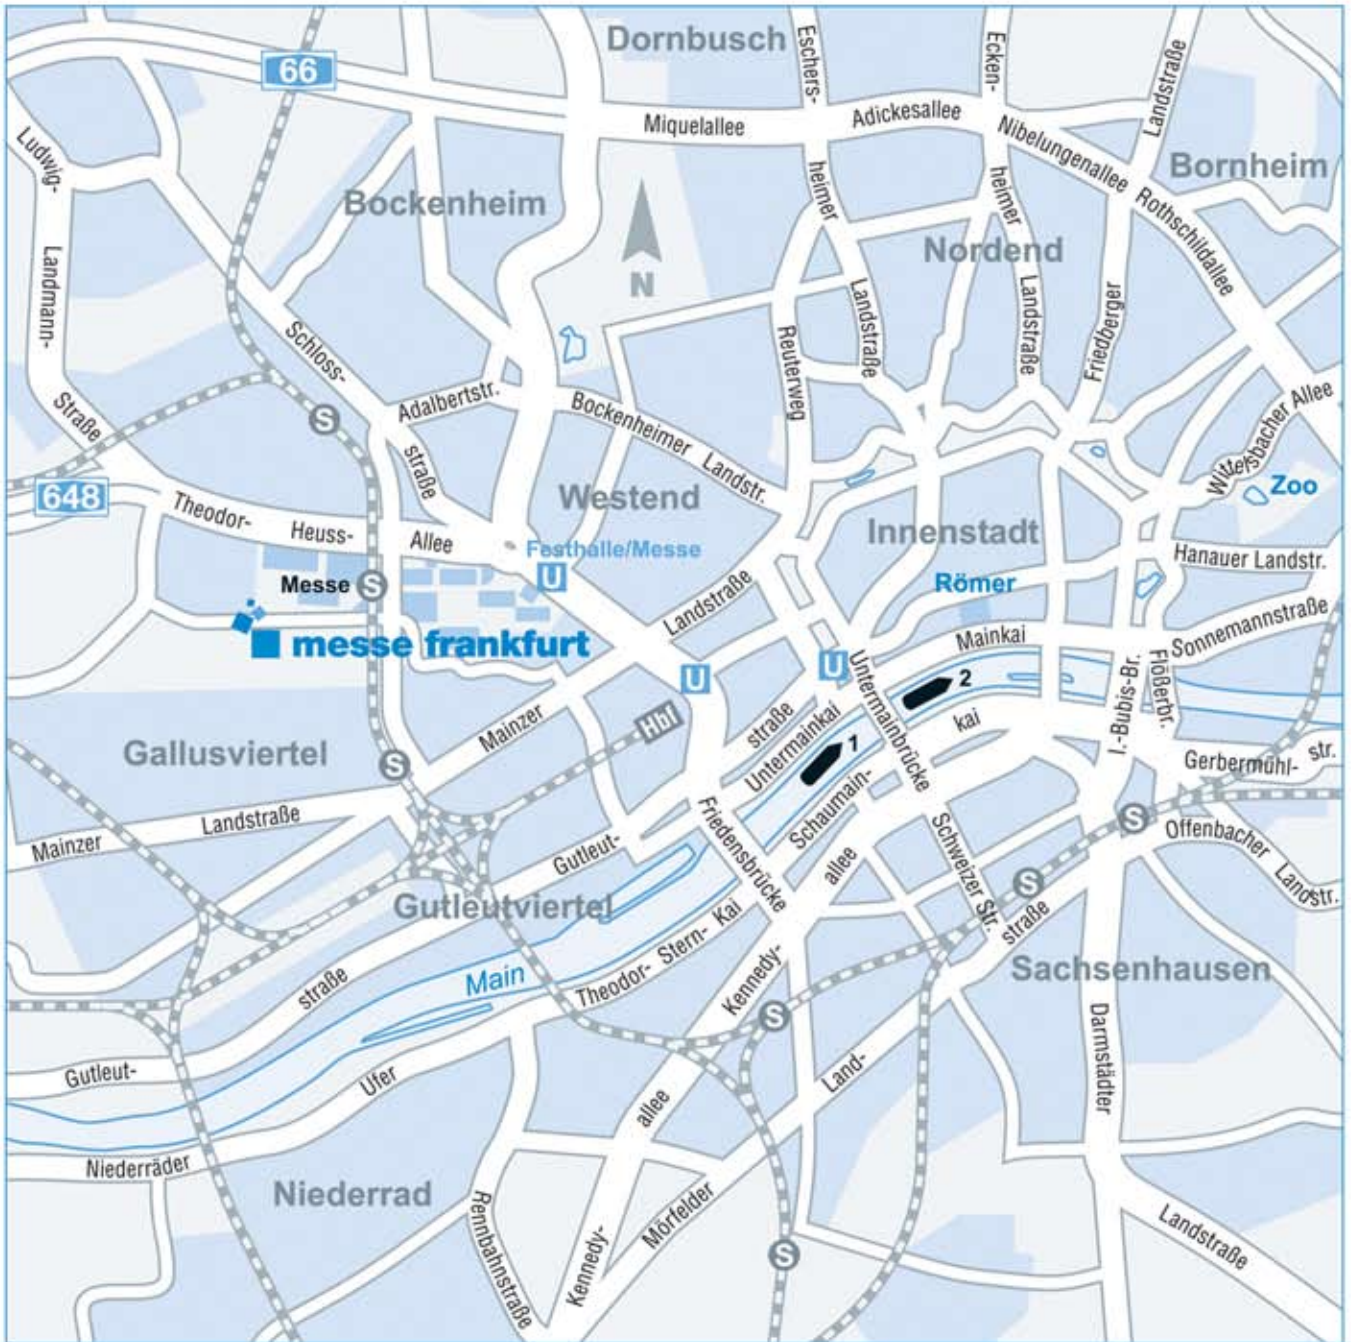 Dornbusch
66
Eschers-
heimer
Landstraße
Ecken-
heimer
Landstraße
Landstraße
Friedberger
Miquelallee
Adickesallee
Nibelungenallee
Rothschildallee
Bornheim
Ludwig-
Landmann-
Straße
Bockenheim
N
Nordend
Schloss-
straße
Reuterweg
S
Adalbertstr.
Bockenheimer Landstr.
Wittelsbacher Allee
Zoo
648
Westend
Theodor-
Heuss-
Allee
Innenstadt
Festhalle/Messe
U
Hanauer Landstr.
Messe S
Römer
Landstraße
Mainkai
Sonnemannstraße
messe frankfurt
U
U
Untermainbrücke
2
I.-Bubis-Br.
Flößerbr.
Hbf
Mainzer
straße
Untermainkai
1
kai
Gallusviertel
S
Schaumain-
Gerbermühl-
str.
Mainzer
Landstraße
Friedensbrücke
Schweizer Str.
S
Offenbacher
Landstr.
Gutleut-
allee
S
Gutleutviertel
Kai
Stern-
Theodor-
straße
Sachsenhausen
straße
Main
Kennedy-
S
Darmstädter
Gutleut-
Ufer
Land-
allee
Niederräder
Niederrad
Rennbahnstraße
Mörfelder
Kennedy-
S
Landstraße